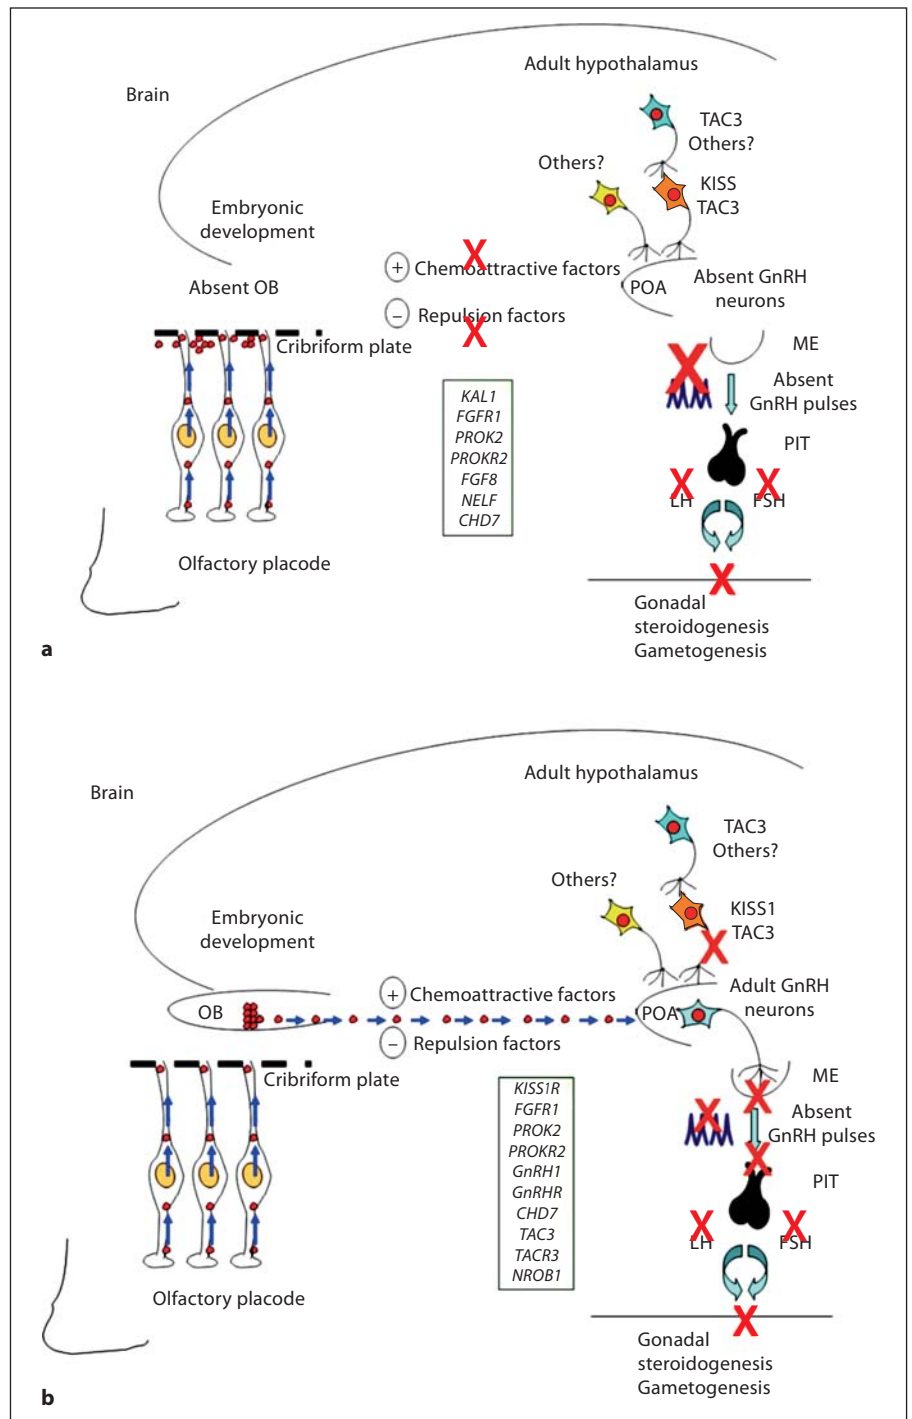 Adult hypothalamus
Brain
TAC3
Others?
Others?
KISS
TAC3
Embryonic
development
+ Chemoattractive factors
Absent GnRH
neurons
POA
Absent OB
− Repulsion factors
Cribriform plate
ME
Absent
GnRH pulses
KAL1
FGFR1
PROK2
PROKR2
FGF8
NELF
CHD7
PIT
LH
FSH
Olfactory placode
Gonadal
steroidogenesis
Gametogenesis
a
Adult hypothalamus
Brain
TAC3
Others?
Others?
KISS1
TAC3
Embryonic
development
+ Chemoattractive factors
Adult GnRH
neurons
OB
POA
− Repulsion factors
Cribriform plate
ME
Absent
GnRH pulses
KISS1R
FGFR1
PROK2
PROKR2
GnRH1
GnRHR
CHD7
TAC3
TACR3
NROB1
PIT
LH
FSH
Olfactory placode
Gonadal
steroidogenesis
Gametogenesis
b